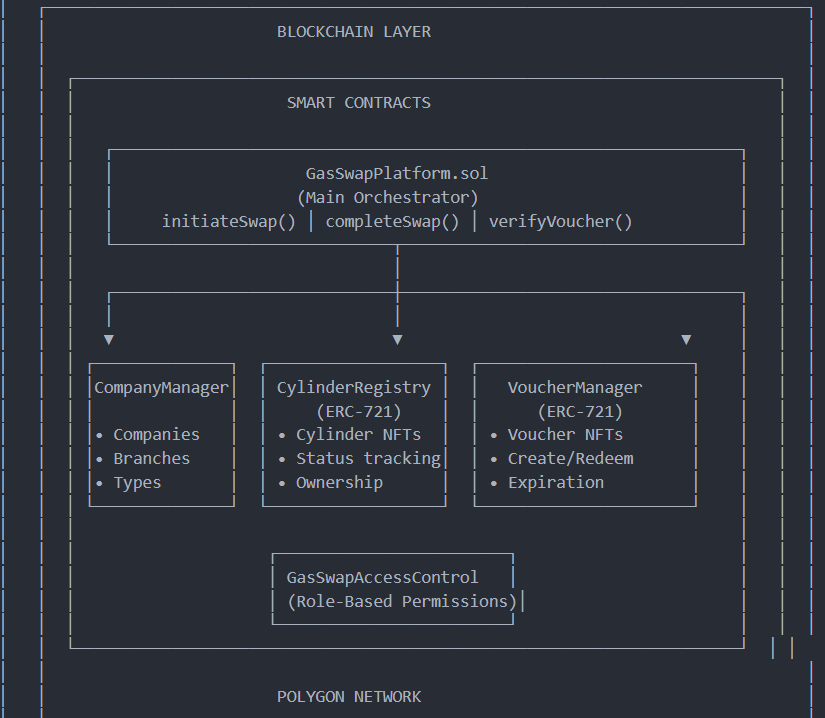 BLOCKCHAIN LAYER
SMART CONTRACTS
GasSwapPlatform.sol
(Main Orchestrator)
initiateSwap() │ completeSwap() │ verifyVoucher()
CompanyManager
• Companies
• Branches
• Types
CylinderRegistry
(ERC-721)
• Cylinder NFTs
• Status tracking
• Ownership
VoucherManager
(ERC-721)
• Voucher NFTs
• Create/Redeem
• Expiration
GasSwapAccessControl
(Role-Based Permissions)
POLYGON NETWORK